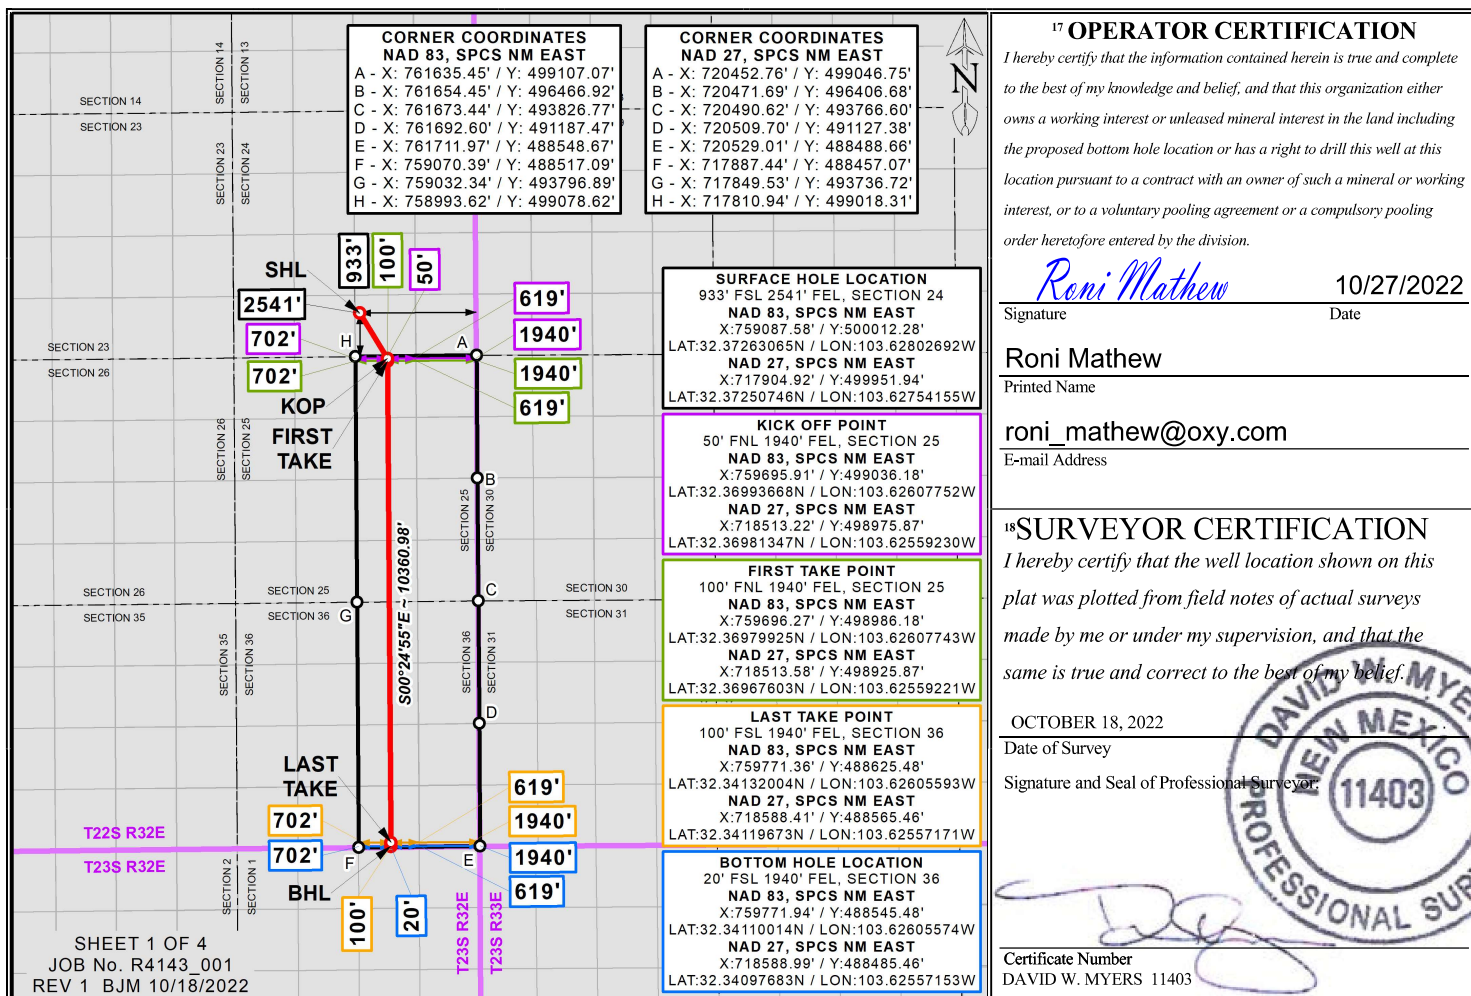 CORNER COORDINATES
NAD 83, SPCS NM EAST
A - X: 761635.45' / Y: 499107.07'
B - X: 761654.45' / Y: 496466.92'
C - X: 761673.44' / Y: 493826.77'
D - X: 761692.60' / Y: 491187.47'
E - X: 761711.97' / Y: 488548.67'
F - X: 759070.39' / Y: 488517.09'
G - X: 759032.34' / Y: 493796.89'
H - X: 758993.62' / Y: 499078.62'
CORNER COORDINATES
NAD 27, SPCS NM EAST
A - X: 720452.76' / Y: 499046.75'
B - X: 720471.69' / Y: 496406.68'
C - X: 720490.62' / Y: 493766.60'
D - X: 720509.70' / Y: 491127.38'
E - X: 720529.01' / Y: 488488.66'
F - X: 717887.44' / Y: 488457.07'
G - X: 717849.53' / Y: 493736.72'
H - X: 717810.94' / Y: 499018.31'
N
SECTION 14
SECTION 23
SECTION 14
SECTION 13
SECTION 23
SECTION 24
933'
100'
50'
SHL
2541'
702'
H
A
619'
1940'
SECTION 23
SECTION 26
702'
1940'
619'
KOP
FIRST
TAKE
SECTION 26
SECTION 25
B
SECTION 25
SECTION 30
S00°24'55"E ~ 10360.98'
SECTION 26
SECTION 35
SECTION 25
SECTION 36
G
C
SECTION 30
SECTION 31
SECTION 35
SECTION 36
SECTION 36
SECTION 31
D
LAST
TAKE
619'
702'
1940'
T22S R32E
T23S R32E
702'
F
E
1940'
619'
BHL
SECTION 2
SECTION 1
100'
20'
T23S R32E
T23S R33E
SHEET 1 OF 4
JOB No. R4143_001
REV 1 BJM 10/18/2022
SURFACE HOLE LOCATION
933' FSL 2541' FEL, SECTION 24
NAD 83, SPCS NM EAST
X:759087.58' / Y:500012.28'
LAT:32.37263065N / LON:103.62802692W
NAD 27, SPCS NM EAST
X:717904.92' / Y:499951.94'
LAT:32.37250746N / LON:103.62754155W
KICK OFF POINT
50' FNL 1940' FEL, SECTION 25
NAD 83, SPCS NM EAST
X:759695.91' / Y:499036.18'
LAT:32.36993668N / LON:103.62607752W
NAD 27, SPCS NM EAST
X:718513.22' / Y:498975.87'
LAT:32.36981347N / LON:103.62559230W
FIRST TAKE POINT
100' FNL 1940' FEL, SECTION 25
NAD 83, SPCS NM EAST
X:759696.27' / Y:498986.18'
LAT:32.36979925N / LON:103.62607743W
NAD 27, SPCS NM EAST
X:718513.58' / Y:498925.87'
LAT:32.36967603N / LON:103.62559221W
LAST TAKE POINT
100' FSL 1940' FEL, SECTION 36
NAD 83, SPCS NM EAST
X:759771.36' / Y:488625.48'
LAT:32.34132004N / LON:103.62605593W
NAD 27, SPCS NM EAST
X:718588.41' / Y:488565.46'
LAT:32.34119673N / LON:103.62557171W
BOTTOM HOLE LOCATION
20' FSL 1940' FEL, SECTION 36
NAD 83, SPCS NM EAST
X:759771.94' / Y:488545.48'
LAT:32.34110014N / LON:103.62605574W
NAD 27, SPCS NM EAST
X:718588.99' / Y:488485.46'
LAT:32.34097683N / LON:103.62557153W
17 OPERATOR CERTIFICATION
I hereby certify that the information contained herein is true and complete
to the best of my knowledge and belief, and that this organization either
owns a working interest or unleased mineral interest in the land including
the proposed bottom hole location or has a right to drill this well at this
location pursuant to a contract with an owner of such a mineral or working
interest, or to a voluntary pooling agreement or a compulsory pooling
order heretofore entered by the division.
Roni Mathew 10/27/2022
Signature Date
Roni Mathew
Printed Name
roni_mathew@oxy.com
E-mail Address
18 SURVEYOR CERTIFICATION
I hereby certify that the well location shown on this
plat was plotted from field notes of actual surveys
made by me or under my supervision, and that the
same is true and correct to the best of my belief.
OCTOBER 18, 2022
Date of Survey
Signature and Seal of Professional Surveyor:
DAVID W. MYE
NEW MEXICO
11403
PROFESSIONAL SU
Certificate Number
DAVID W. MYERS 11403